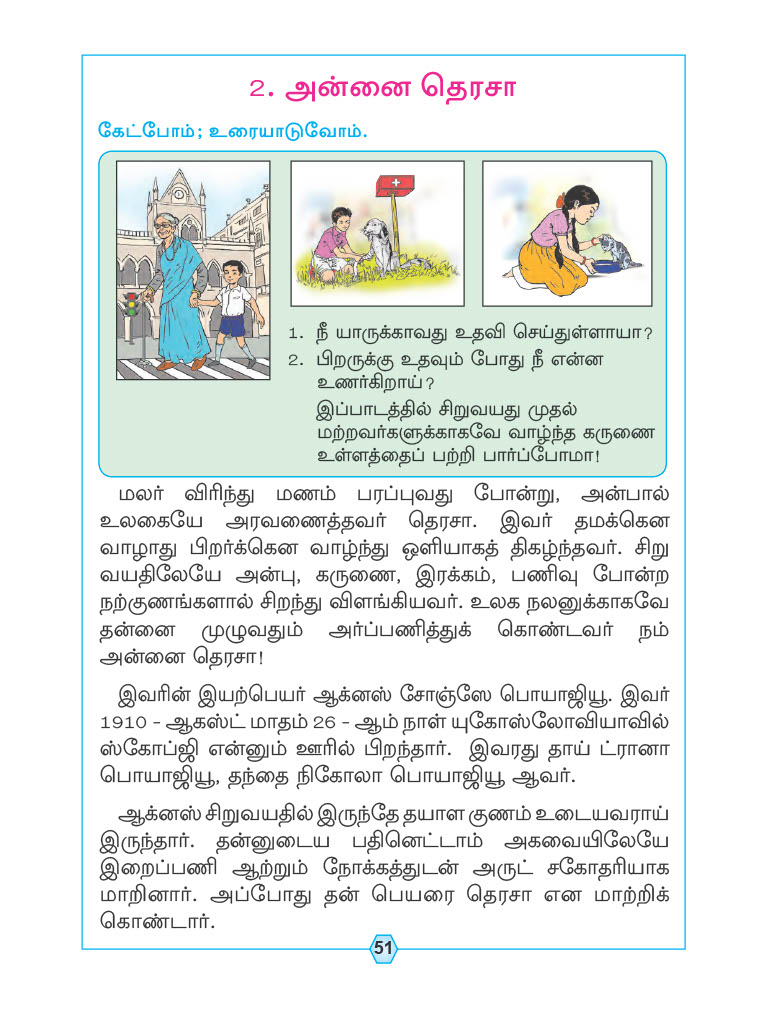 2. அன்னை தெரசா
கேட்போம்; உரையாடுவோம்.
1. நீ யாருக்காவது உதவி செய்துள்ளாயா?
2. பிறருக்கு உதவும் போது நீ என்ன
உணர்கிறாய்?
இப்பாடத்தில் சிறுவயது முதல்
மற்றவர்களுக்காகவே வாழ்ந்த கருணை
உள்ளத்தைப் பற்றி பார்ப்போமா!
மலர் விரிந்து மணம் பரப்புவது போன்று, அன்பால்
உலகையே அரவணைத்தவர் தெரசா. இவர் தமக்கென
வாழாது பிறர்க்கென வாழ்ந்து ஒளியாகத் திகழ்ந்தவர். சிறு
வயதிலேயே அன்பு, கருணை, இரக்கம், பணிவு போன்ற
நற்குணங்களால் சிறந்து விளங்கியவர். உலக நலனுக்காகவே
தன்னை முழுவதும் அர்ப்பணித்துக் கொண்டவர் நம்
அன்னை தெரசா!
இவரின் இயற்பெயர் ஆக்னஸ் சோஞ்ஸே பொயாஜியூ. இவர்
1910 - ஆகஸ்ட் மாதம் 26 - ஆம் நாள் யுகோஸ்லோவியாவில்
ஸ்கோப்ஜி என்னும் ஊரில் பிறந்தார். இவரது தாய் ட்ரானா
பொயாஜியூ, தந்தை நிகோலா பொயாஜியூ ஆவர்.
ஆக்னஸ் சிறுவயதில் இருந்தே தயாள குணம் உடையவராய்
இருந்தார். தன்னுடைய பதினெட்டாம் அகவையிலேயே
இறைப்பணி ஆற்றும் நோக்கத்துடன் அருட் சகோதரியாக
மாறினார். அப்போது தன் பெயரை தெரசா என மாற்றிக்
கொண்டார்.
51